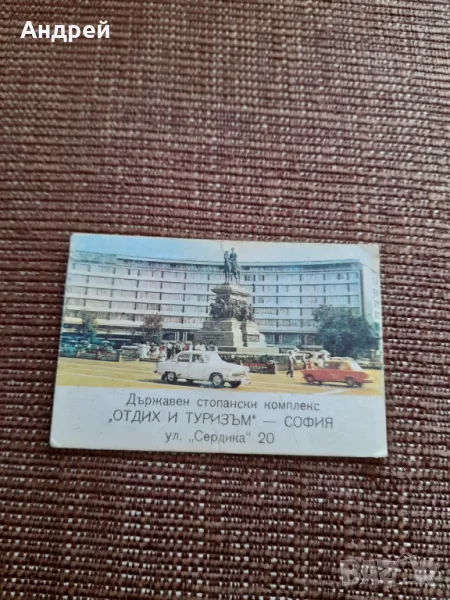 Андрей
Държавен стопански комплекс
„ОТДИХ И ТУРИЗЪМ" — СОФИЯ
ул. „Сердика" 20